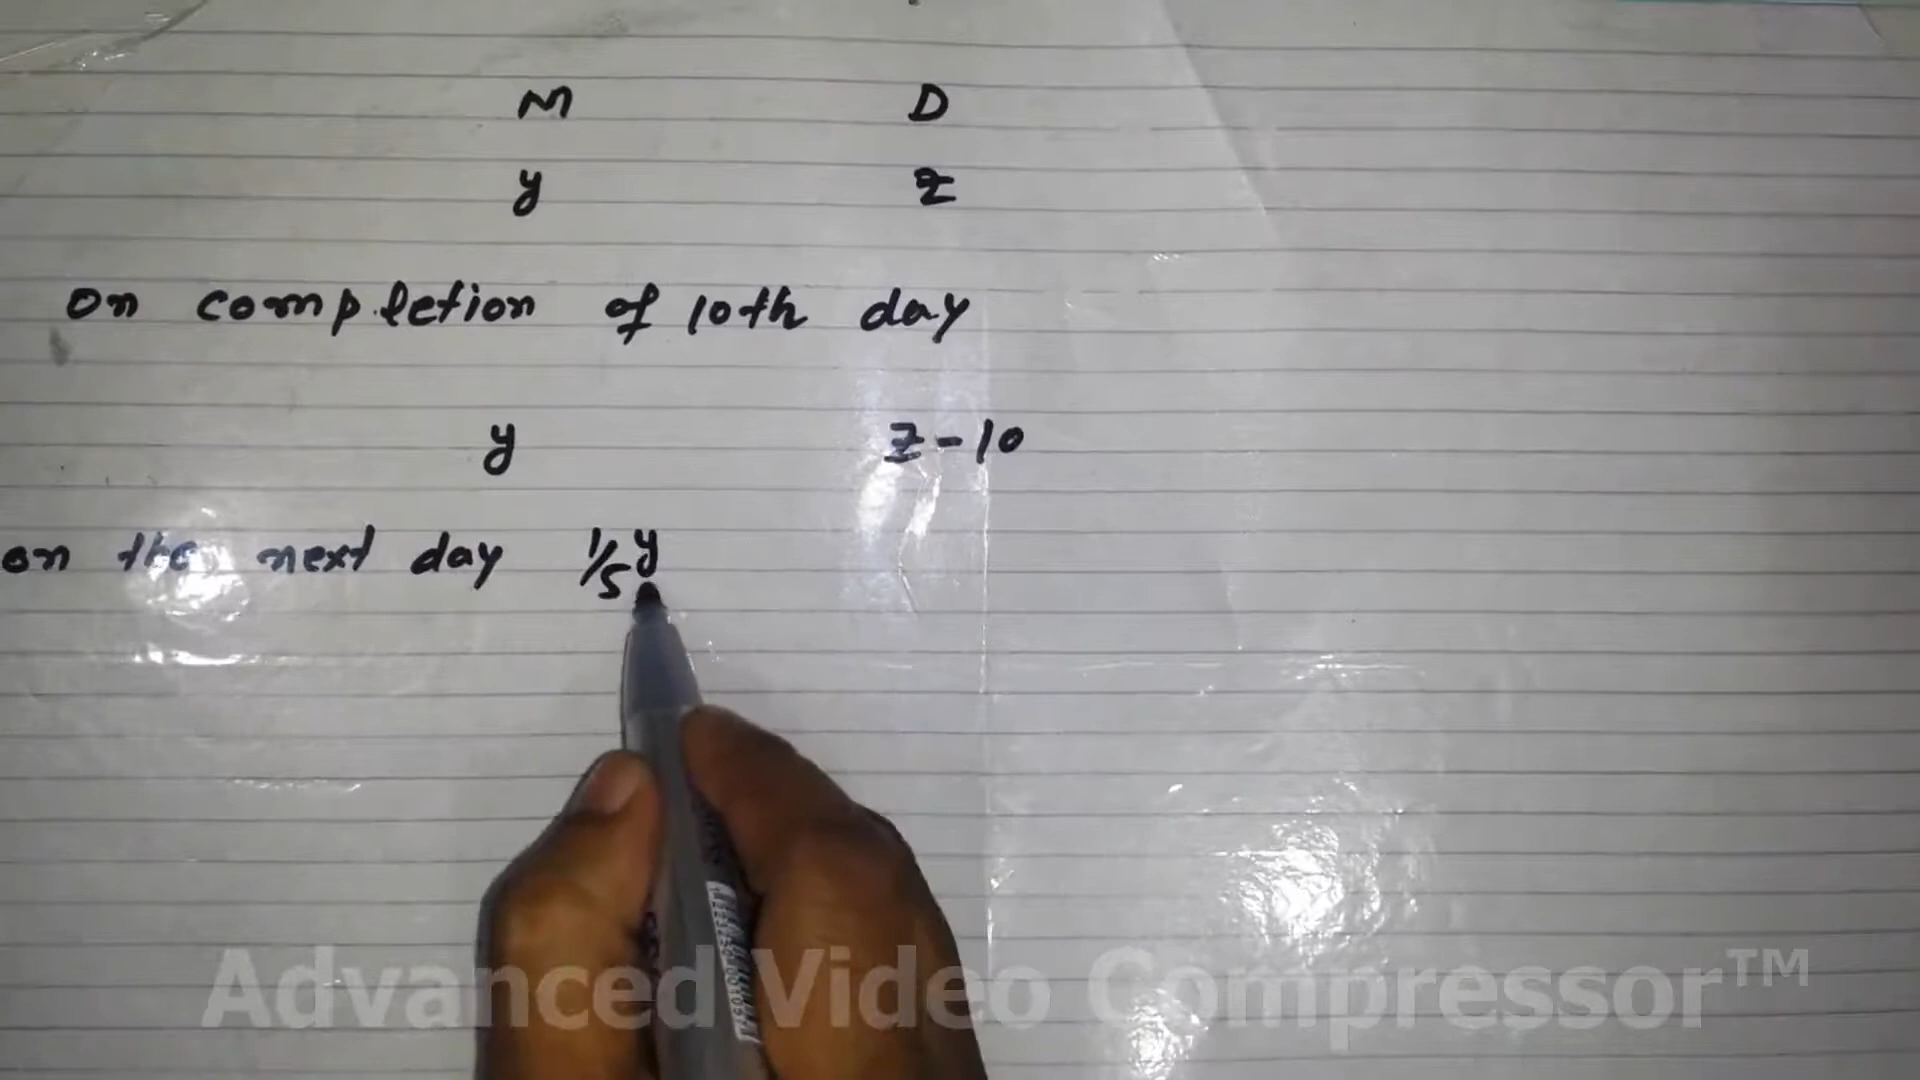 M D
y z
on completion of 10th day
y z-10
on the next day 1/5 y
Advanced Video Compressor™